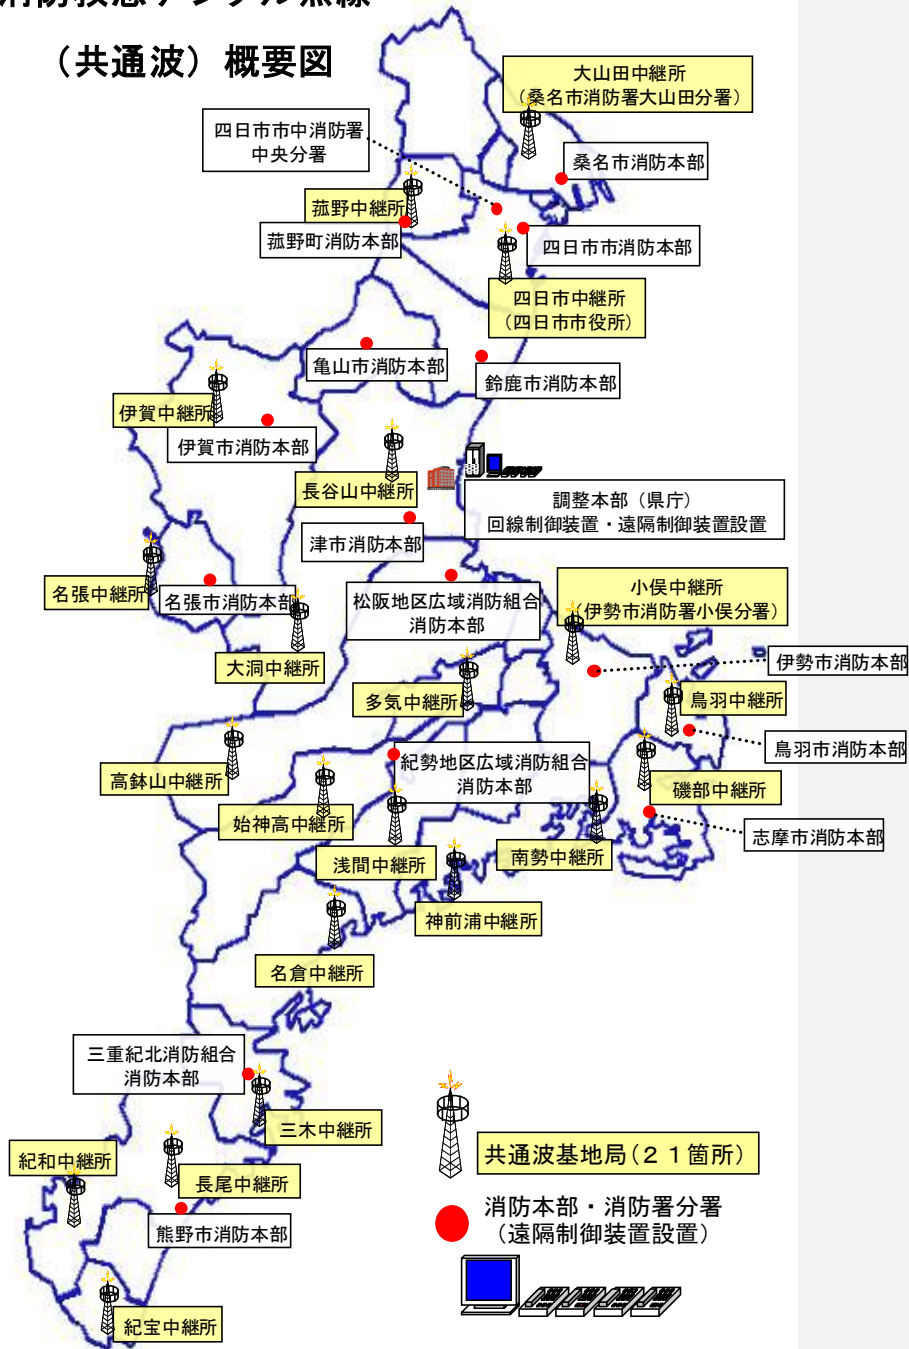 消防救急デジタル無線
（共通波）概要図
大山田中継所
（桑名市消防署大山田分署）
四日市市中消防署
中央分署
桑名市消防本部
菰野中継所
菰野町消防本部
四日市市消防本部
四日市中継所
（四日市市役所）
亀山市消防本部
鈴鹿市消防本部
伊賀中継所
伊賀市消防本部
長谷山中継所
調整本部（県庁）
回線制御装置・遠隔制御装置設置
津市消防本部
名張中継所
名張市消防本部
松阪地区広域消防組合
消防本部
小俣中継所
（伊勢市消防署小俣分署）
大洞中継所
伊勢市消防本部
多気中継所
鳥羽中継所
鳥羽市消防本部
高鉢山中継所
紀勢地区広域消防組合
消防本部
磯部中継所
始神高中継所
志摩市消防本部
浅間中継所
南勢中継所
神前浦中継所
名倉中継所
三重紀北消防組合
消防本部
三木中継所
紀和中継所
長尾中継所
熊野市消防本部
紀宝中継所
共通波基地局（２１箇所）
消防本部・消防署分署
（遠隔制御装置設置）